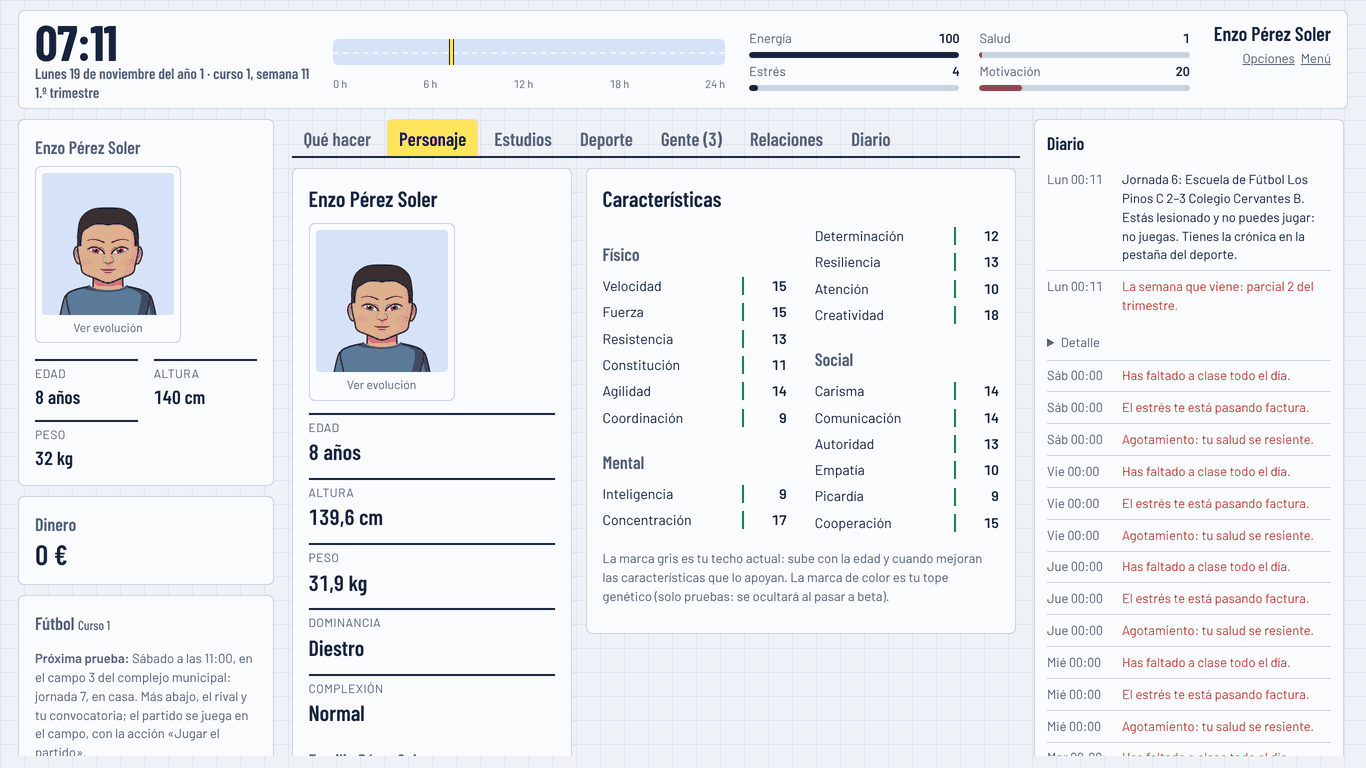 07:11
Lunes 19 de noviembre del año 1 · curso 1, semana 11
1.º trimestre
0 h 6 h 12 h 18 h 24 h
Energía 100
Estrés 4
Salud 1
Motivación 20
Enzo Pérez Soler
Opciones Menú
Enzo Pérez Soler
Ver evolución
EDAD
8 años
ALTURA
140 cm
PESO
32 kg
Dinero
0 €
Fútbol Curso 1
Próxima prueba: Sábado a las 11:00, en
el campo 3 del complejo municipal:
jornada 7, en casa. Más abajo, el rival y
tu convocatoria; el partido se juega en
el campo, con la acción «Jugar el
partido».
Qué hacer Personaje Estudios Deporte Gente (3) Relaciones Diario
Enzo Pérez Soler
Ver evolución
EDAD
8 años
ALTURA
139,6 cm
PESO
31,9 kg
DOMINANCIA
Diestro
COMPLEXIÓN
Normal
Características
Físico
Velocidad 15
Fuerza 15
Resistencia 13
Constitución 11
Agilidad 14
Coordinación 9
Mental
Inteligencia 9
Concentración 17
Determinación 12
Resiliencia 13
Atención 10
Creatividad 18
Social
Carisma 14
Comunicación 14
Autoridad 13
Empatía 10
Picardía 9
Cooperación 15
La marca gris es tu techo actual: sube con la edad y cuando mejoran
las características que lo apoyan. La marca de color es tu tope
genético (solo pruebas: se ocultará al pasar a beta).
Diario
Lun 00:11 Jornada 6: Escuela de Fútbol Los
Pinos C 2–3 Colegio Cervantes B.
Estás lesionado y no puedes jugar:
no juegas. Tienes la crónica en la
pestaña del deporte.
Lun 00:11 La semana que viene: parcial 2 del
trimestre.
Detalle
Sáb 00:00 Has faltado a clase todo el día.
Sáb 00:00 El estrés te está pasando factura.
Sáb 00:00 Agotamiento: tu salud se resiente.
Vie 00:00 Has faltado a clase todo el día.
Vie 00:00 El estrés te está pasando factura.
Vie 00:00 Agotamiento: tu salud se resiente.
Jue 00:00 Has faltado a clase todo el día.
Jue 00:00 El estrés te está pasando factura.
Jue 00:00 Agotamiento: tu salud se resiente.
Mié 00:00 Has faltado a clase todo el día.
Mié 00:00 El estrés te está pasando factura.
Mié 00:00 Agotamiento: tu salud se resiente.